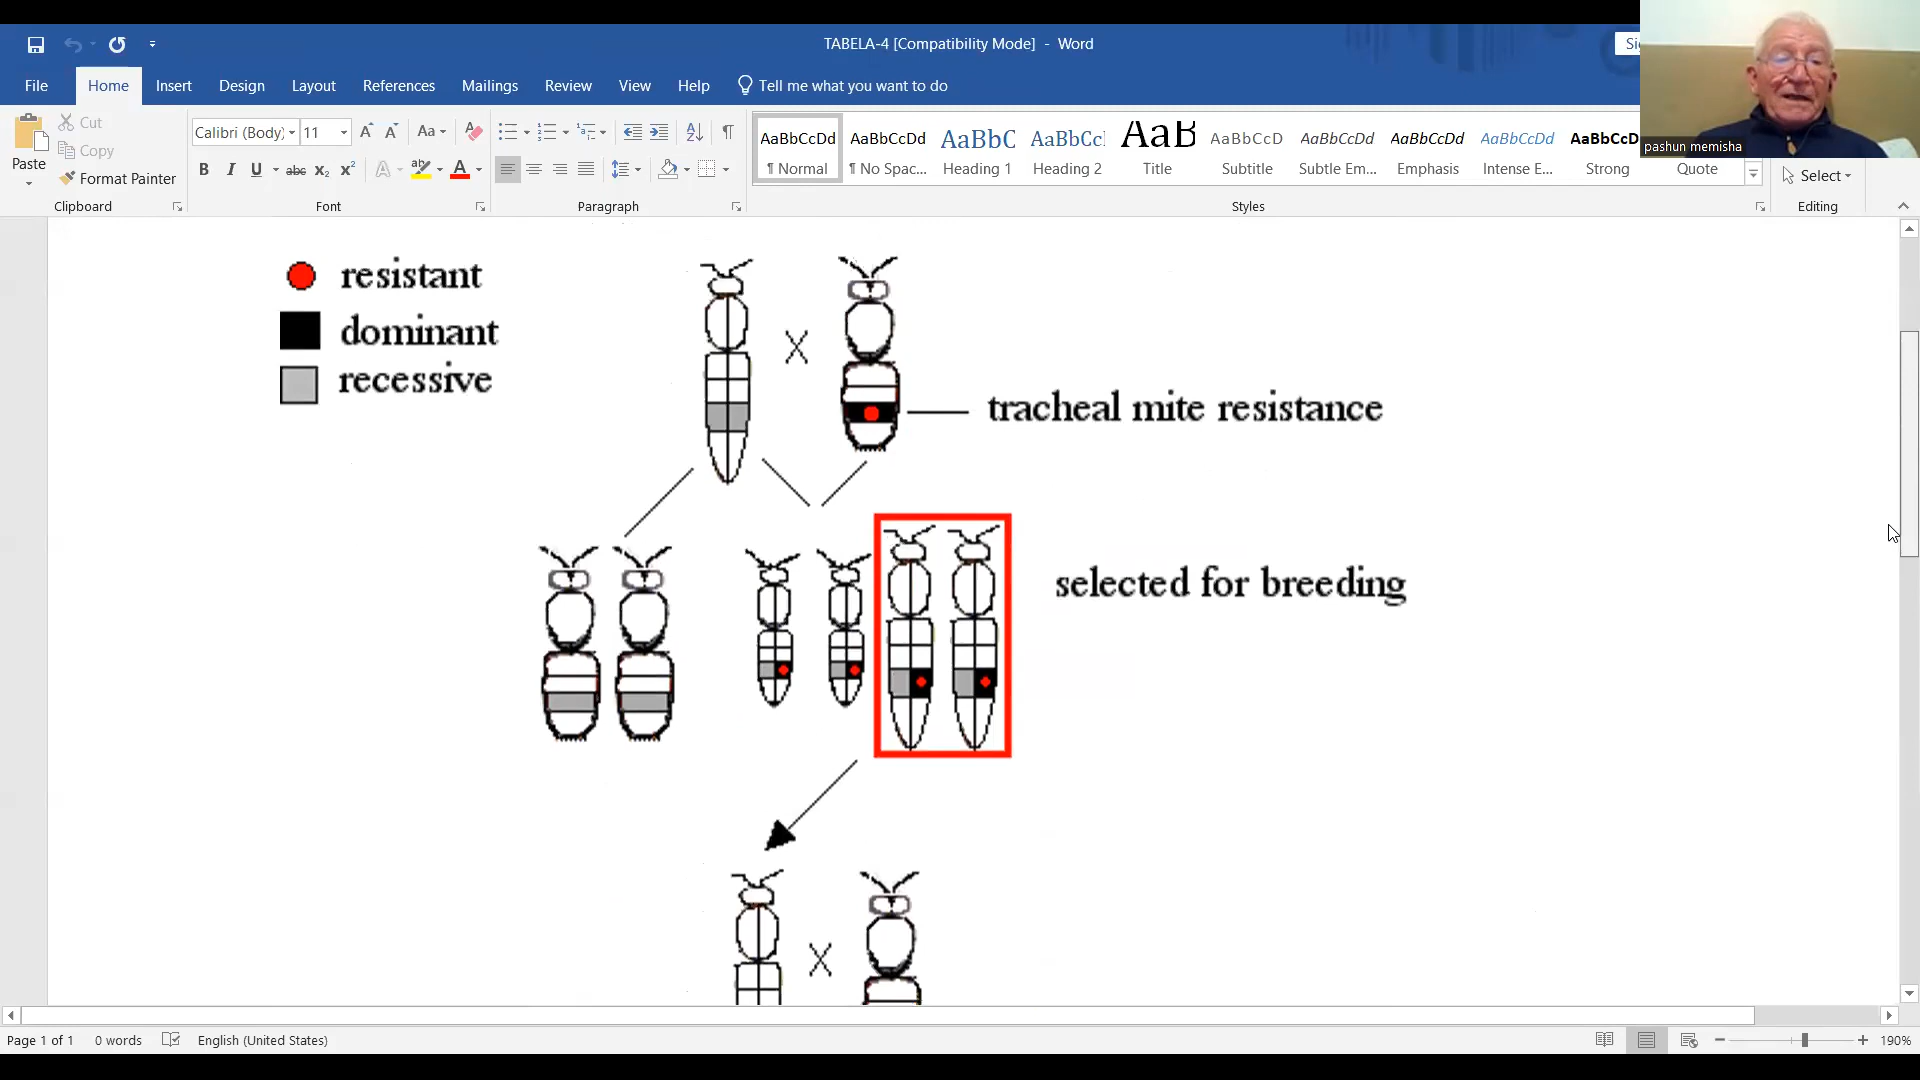 TABELA-4 [Compatibility Mode] - Word
File Home Insert Design Layout References Mailings Review View Help Tell me what you want to do
Paste
Cut
Copy
Format Painter
Clipboard
Calibri (Body) 11
B I U abc X₂ X²
Font
Paragraph
AaBbCcDd AaBbCcDd AaBbC AaBbCc AaB AaBbCcD AaBbCcDd AaBbCcDd AaBbCcDd AaBbCcDd
¶ Normal ¶ No Spac... Heading 1 Heading 2 Title Subtitle Subtle Em... Emphasis Intense E... Strong Quote
Styles
Select
Editing
pashun memisha
resistant
dominant
recessive
X
tracheal mite resistance
selected for breeding
X
Page 1 of 1 0 words English (United States) 190%